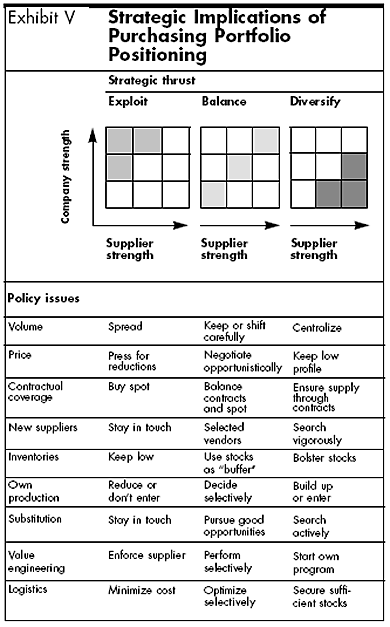 Exhibit V
Strategic Implications of
Purchasing Portfolio
Positioning
Strategic thrust
Exploit Balance Diversify
Company strength
Supplier strength Supplier strength Supplier strength
Policy issues
Volume Spread Keep or shift carefully Centralize
Price Press for reductions Negotiate opportunistically Keep low profile
Contractual coverage Buy spot Balance contracts and spot Ensure supply through contracts
New suppliers Stay in touch Selected vendors Search vigorously
Inventories Keep low Use stocks as "buffer" Bolster stocks
Own production Reduce or don't enter Decide selectively Build up or enter
Substitution Stay in touch Pursue good opportunities Search actively
Value engineering Enforce supplier Perform selectively Start own program
Logistics Minimize cost Optimize selectively Secure suffi-cient stocks